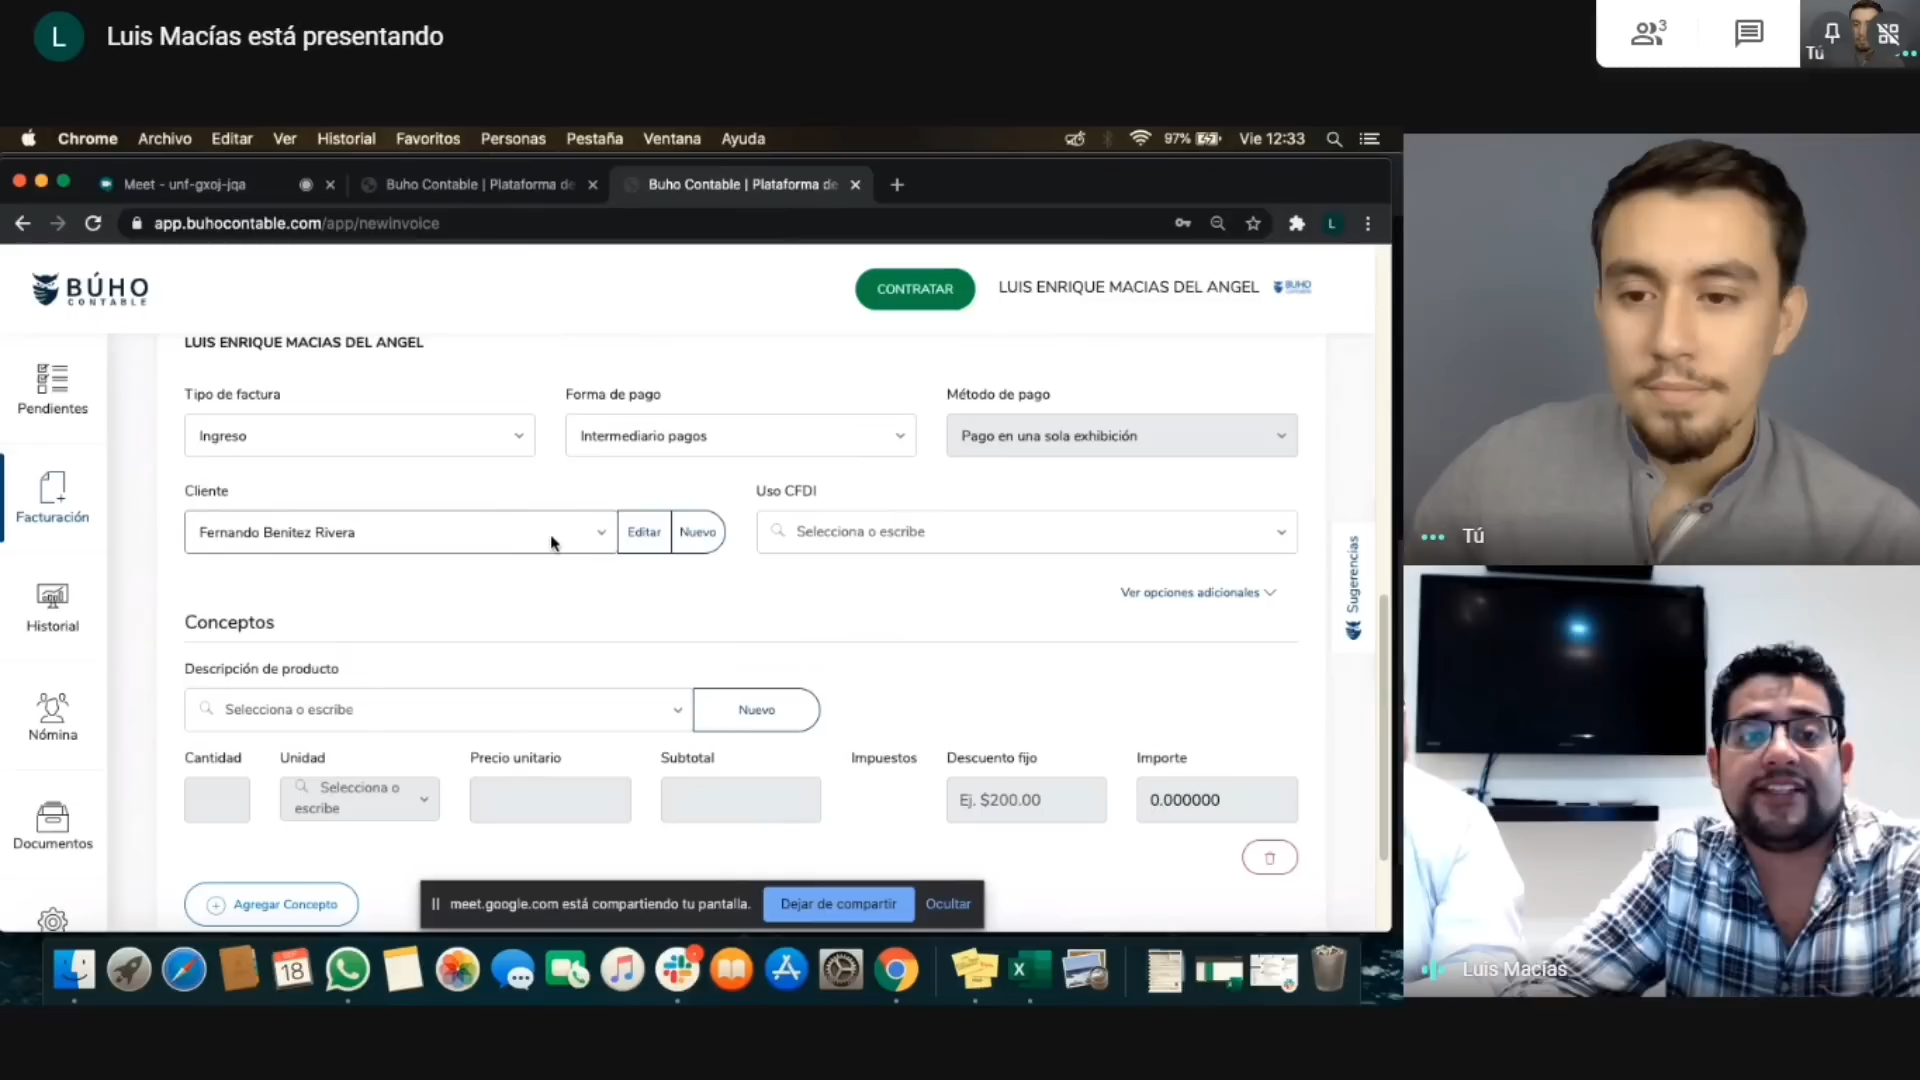 L
Luis Macías está presentando
3
Tú
Chrome
Archivo
Editar
Ver
Historial
Favoritos
Personas
Pestaña
Ventana
Ayuda
97%
Vie 12:33
Meet - unf-gxoj-jqa
Buho Contable | Plataforma de
Buho Contable | Plataforma de
app.buhocontable.com/app/newinvoice
L
BÚHO
CONTABLE
CONTRATAR
LUIS ENRIQUE MACIAS DEL ANGEL
BUHO
LUIS ENRIQUE MACIAS DEL ANGEL
Pendientes
Facturación
Historial
Nómina
Documentos
Tipo de factura
Forma de pago
Método de pago
Ingreso
Intermediario pagos
Pago en una sola exhibición
Cliente
Uso CFDI
Fernando Benitez Rivera
Editar
Nuevo
Selecciona o escribe
Ver opciones adicionales
Sugerencias
Conceptos
Descripción de producto
Selecciona o escribe
Nuevo
Cantidad
Unidad
Precio unitario
Subtotal
Impuestos
Descuento fijo
Importe
Selecciona o
escribe
Ej. $200.00
0.000000
Agregar Concepto
meet.google.com está compartiendo tu pantalla.
Dejar de compartir
Ocultar
18
Tú
Luis Macías